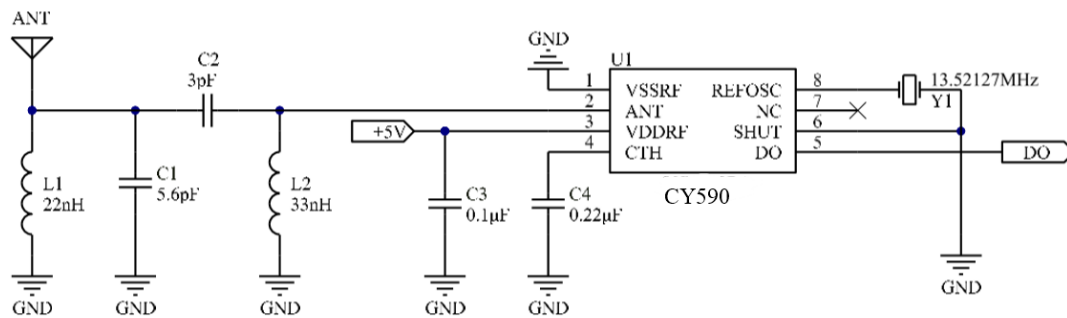 ANT
C2
3pF
GND
U1
1
VSSRF
REFOSC
8
13.52127MHz
Y1
2
ANT
NC
7
+5V
3
VDDRF
SHUT
6
4
CTH
DO
5
DO
CY590
L1
22nH
C1
5.6pF
L2
33nH
C3
0.1μF
C4
0.22μF
GND
GND
GND
GND
GND
GND